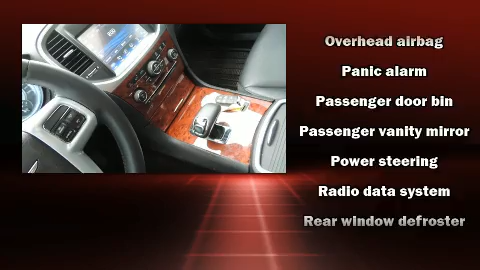 Overhead airbag
Panic alarm
Passenger door bin
Passenger vanity mirror
Power steering
Radio data system
Rear window defroster